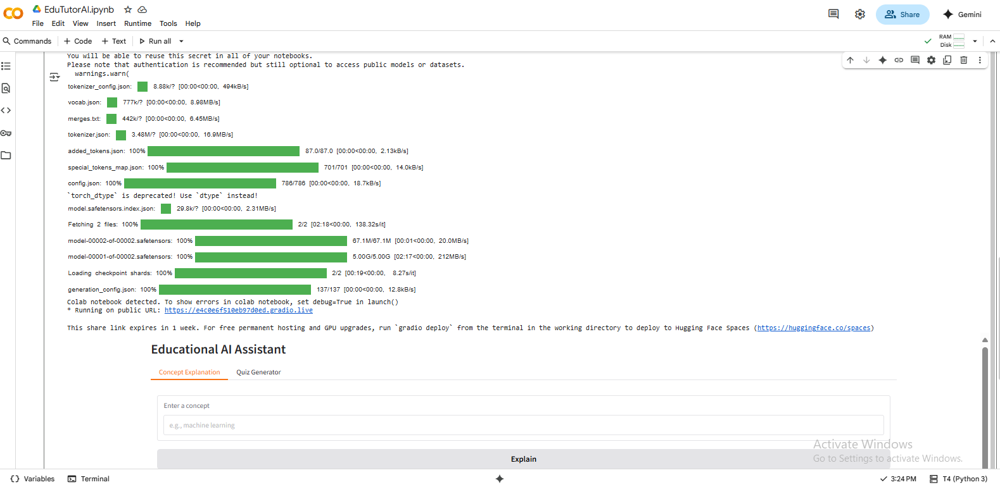 EduTutorAI.ipynb
File Edit View Insert Runtime Tools Help
Share
Gemini
Commands + Code + Text Run all
RAM
Disk
You will be able to reuse this secret in all of your notebooks.
Please note that authentication is recommended but still optional to access public models or datasets.
warnings.warn(
tokenizer_config.json: 8.88k/? [00:00<00:00, 494kB/s]
vocab.json: 777k/? [00:00<00:00, 8.98MB/s]
merges.txt: 442k/? [00:00<00:00, 6.45MB/s]
tokenizer.json: 3.48M/? [00:00<00:00, 16.9MB/s]
added_tokens.json: 100% 87.0/87.0 [00:00<00:00, 2.13kB/s]
special_tokens_map.json: 100% 701/701 [00:00<00:00, 14.0kB/s]
config.json: 100% 786/786 [00:00<00:00, 18.7kB/s]
`torch_dtype` is deprecated! Use `dtype` instead!
model.safetensors.index.json: 29.8k/? [00:00<00:00, 2.31MB/s]
Fetching 2 files: 100% 2/2 [02:18<00:00, 138.32s/it]
model-00002-of-00002.safetensors: 100% 67.1M/67.1M [00:01<00:00, 20.0MB/s]
model-00001-of-00002.safetensors: 100% 5.00G/5.00G [02:17<00:00, 212MB/s]
Loading checkpoint shards: 100% 2/2 [00:19<00:00, 8.27s/it]
generation_config.json: 100% 137/137 [00:00<00:00, 12.8kB/s]
Colab notebook detected. To show errors in colab notebook, set debug=True in launch()
* Running on public URL: https://e4c0e6f510eb97d0ed.gradio.live
This share link expires in 1 week. For free permanent hosting and GPU upgrades, run `gradio deploy` from the terminal in the working directory to deploy to Hugging Face Spaces (https://huggingface.co/spaces)
Educational AI Assistant
Concept Explanation Quiz Generator
Enter a concept
e.g., machine learning
Explain
Activate Windows
Go to Settings to activate Windows.
Variables Terminal
3:24 PM T4 (Python 3)